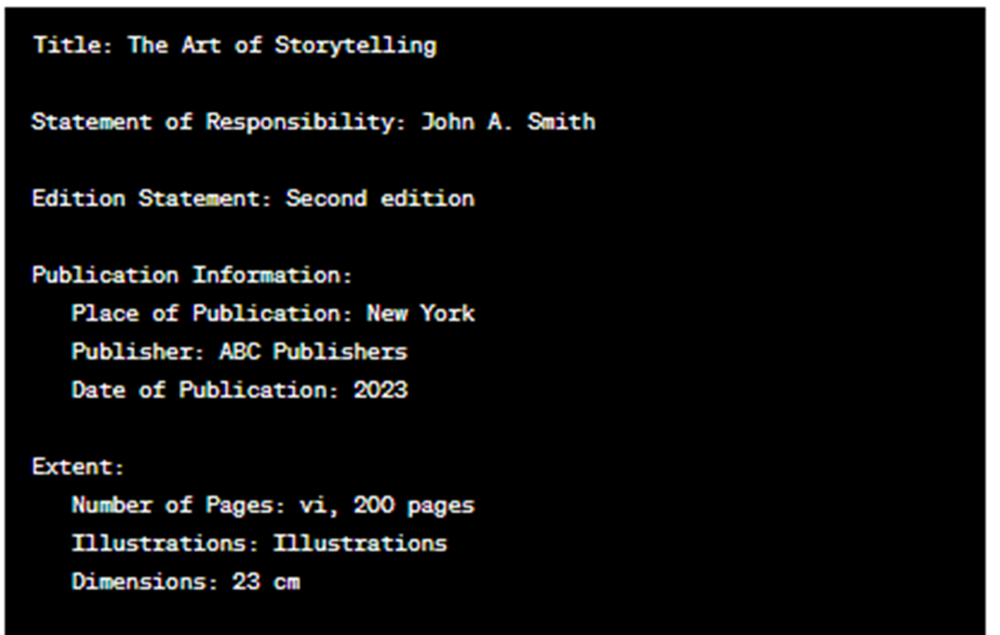 Title: The Art of Storytelling
Statement of Responsibility: John A. Smith
Edition Statement: Second edition
Publication Information:
Place of Publication: New York
Publisher: ABC Publishers
Date of Publication: 2023
Extent:
Number of Pages: vi, 200 pages
Illustrations: Illustrations
Dimensions: 23 cm